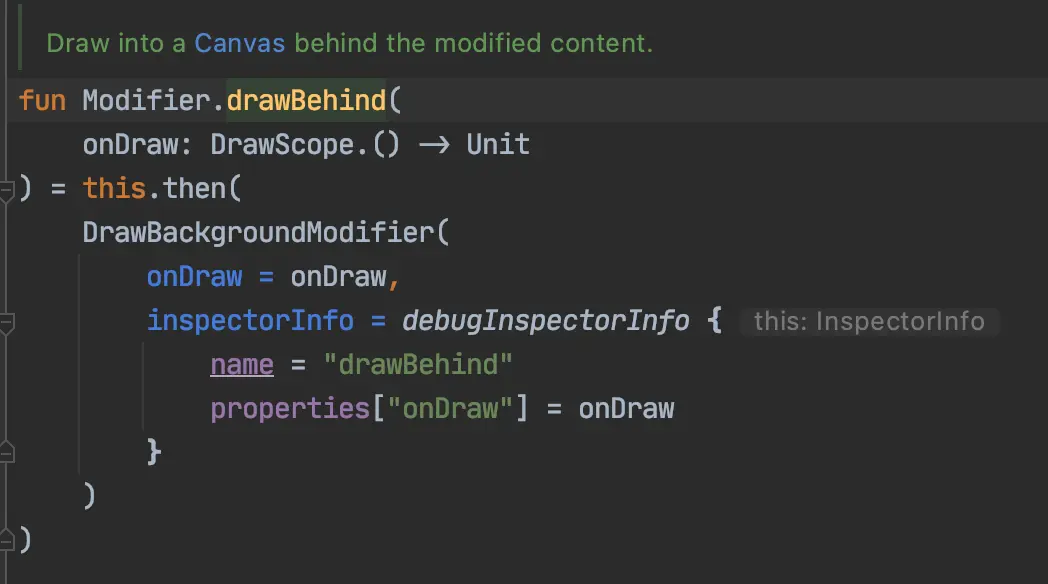 Draw into a Canvas behind the modified content.
fun Modifier.drawBehind(
    onDraw: DrawScope.() -> Unit
) = this.then(
    DrawBackgroundModifier(
        onDraw = onDraw,
        inspectorInfo = debugInspectorInfo { this: InspectorInfo
            name = "drawBehind"
            properties["onDraw"] = onDraw
        }
    )
)